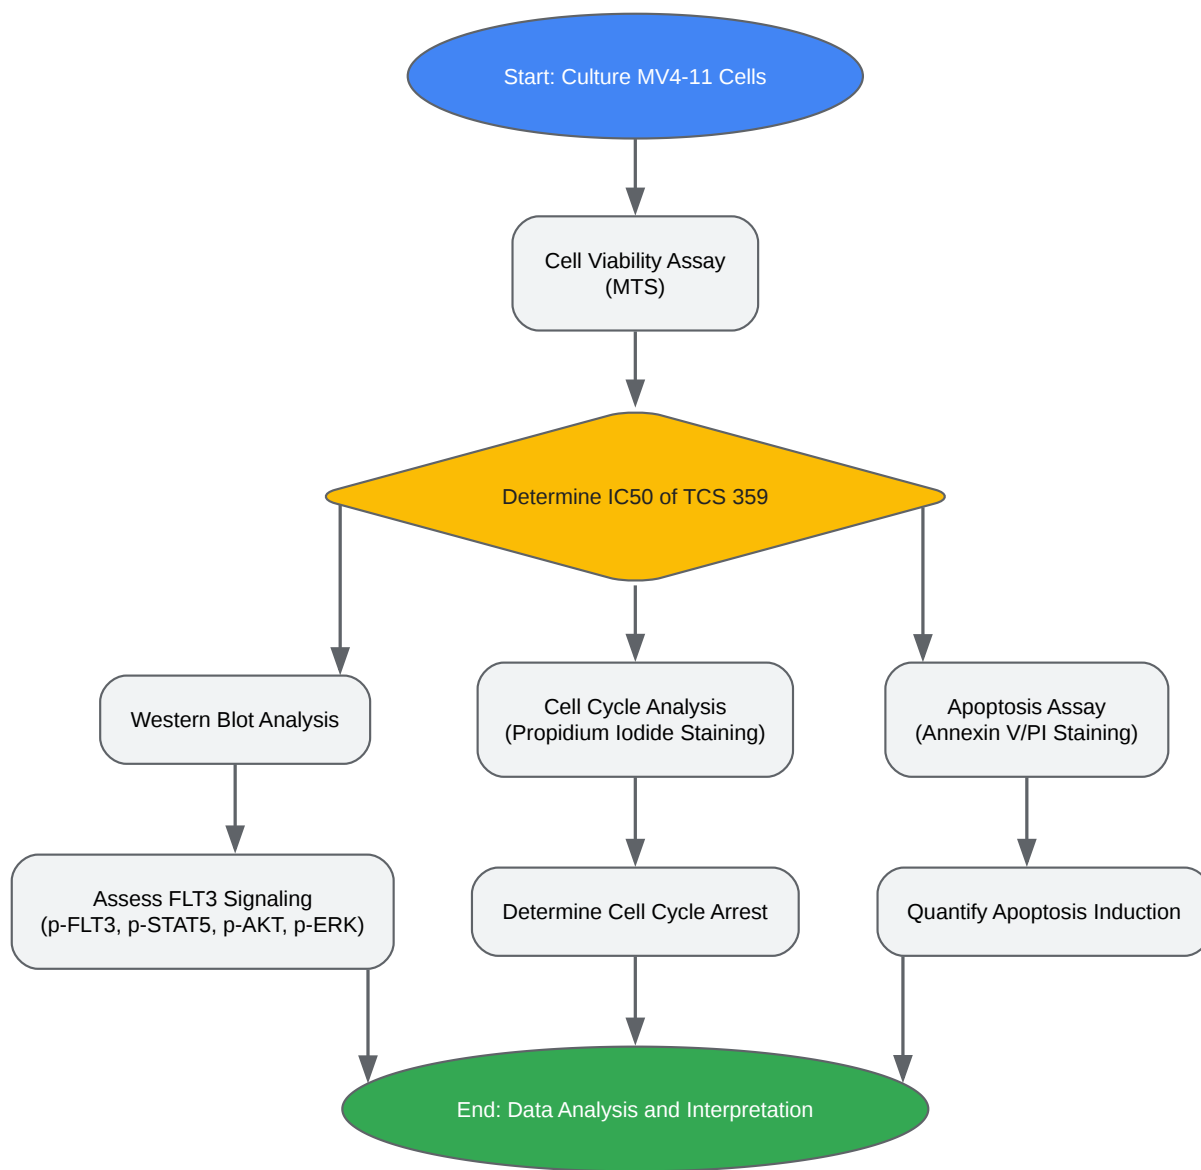 Start: Culture MV4-11 Cells
Cell Viability Assay
(MTS)
Determine IC50 of TCS 359
Western Blot Analysis
Cell Cycle Analysis
(Propidium Iodide Staining)
Apoptosis Assay
(Annexin V/PI Staining)
Assess FLT3 Signaling
(p-FLT3, p-STAT5, p-AKT, p-ERK)
Determine Cell Cycle Arrest
Quantify Apoptosis Induction
End: Data Analysis and Interpretation